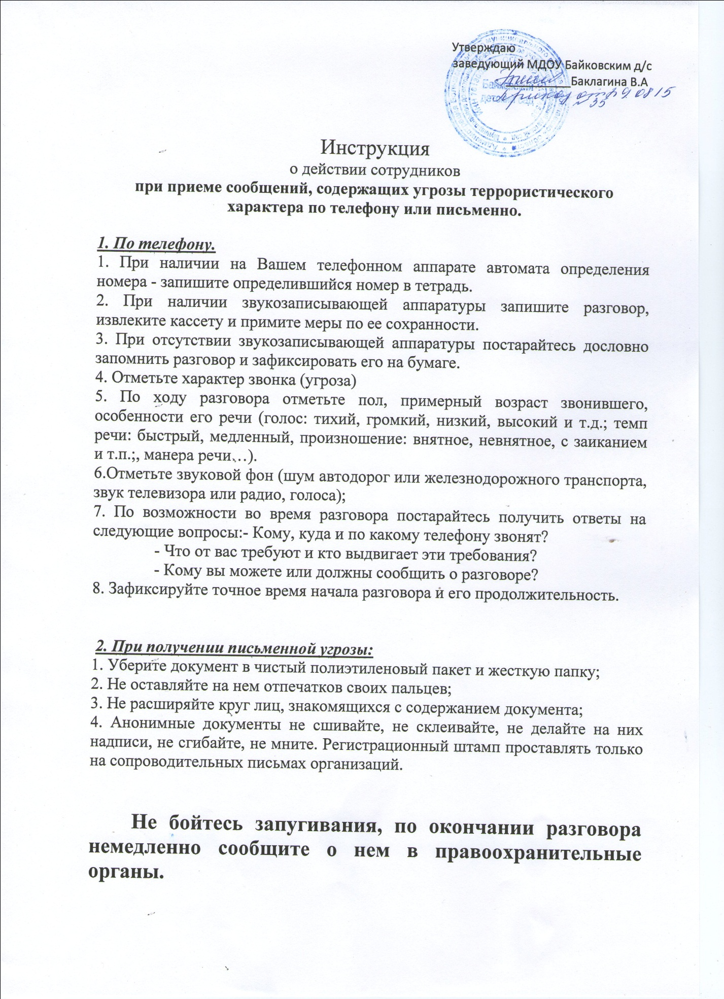 Утверждаю
заведующий МДОУ Байковским д/с
Баклагина В.А
Приказ от 19.08 15
№ 35
Байковский
детский сад
Инструкция
о действии сотрудников
при приеме сообщений, содержащих угрозы террористического
характера по телефону или письменно.
1. По телефону.
1. При наличии на Вашем телефонном аппарате автомата определения
номера - запишите определившийся номер в тетрадь.
2. При наличии звукозаписывающей аппаратуры запишите разговор,
извлеките кассету и примите меры по ее сохранности.
3. При отсутствии звукозаписывающей аппаратуры постарайтесь дословно
запомнить разговор и зафиксировать его на бумаге.
4. Отметьте характер звонка (угроза)
5. По ходу разговора отметьте пол, примерный возраст звонившего,
особенности его речи (голос: тихий, громкий, низкий, высокий и т.д.; темп
речи: быстрый, медленный, произношение: внятное, невнятное, с заиканием
и т.п.;, манера речи…).
6.Отметьте звуковой фон (шум автодорог или железнодорожного транспорта,
звук телевизора или радио, голоса);
7. По возможности во время разговора постарайтесь получить ответы на
следующие вопросы:- Кому, куда и по какому телефону звонят?
- Что от вас требуют и кто выдвигает эти требования?
- Кому вы можете или должны сообщить о разговоре?
8. Зафиксируйте точное время начала разговора и его продолжительность.
2. При получении письменной угрозы:
1. Уберите документ в чистый полиэтиленовый пакет и жесткую папку;
2. Не оставляйте на нем отпечатков своих пальцев;
3. Не расширяйте круг лиц, знакомящихся с содержанием документа;
4. Анонимные документы не сшивайте, не склеивайте, не делайте на них
надписи, не сгибайте, не мните. Регистрационный штамп проставлять только
на сопроводительных письмах организаций.
Не бойтесь запугивания, по окончании разговора
немедленно сообщите о нем в правоохранительные
органы.